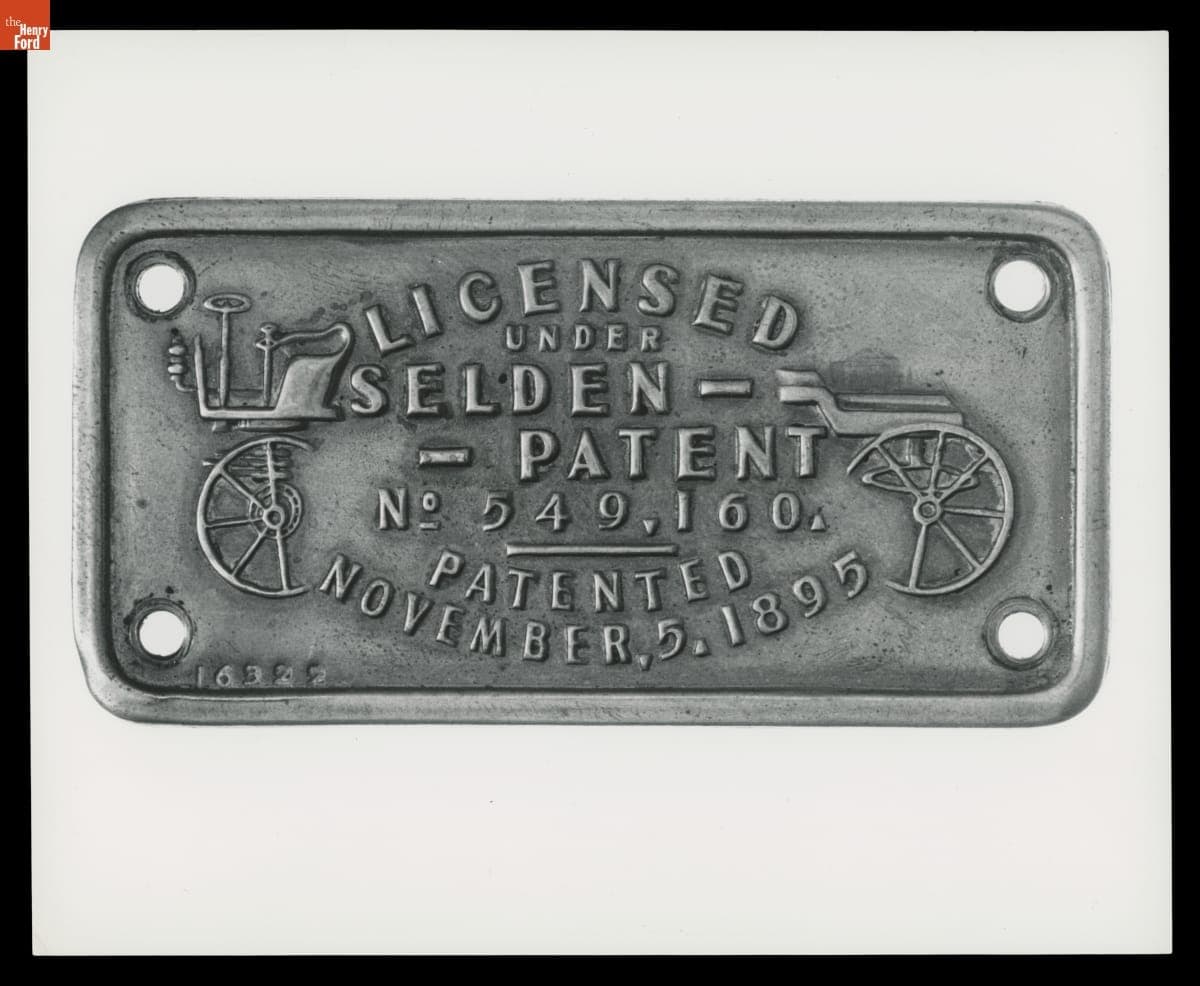 the
Henry
Ford
LICENSED
UNDER
SELDEN —
— PATENT
Nº 549,160.
PATENTED
NOVEMBER, 5. 1895
16322